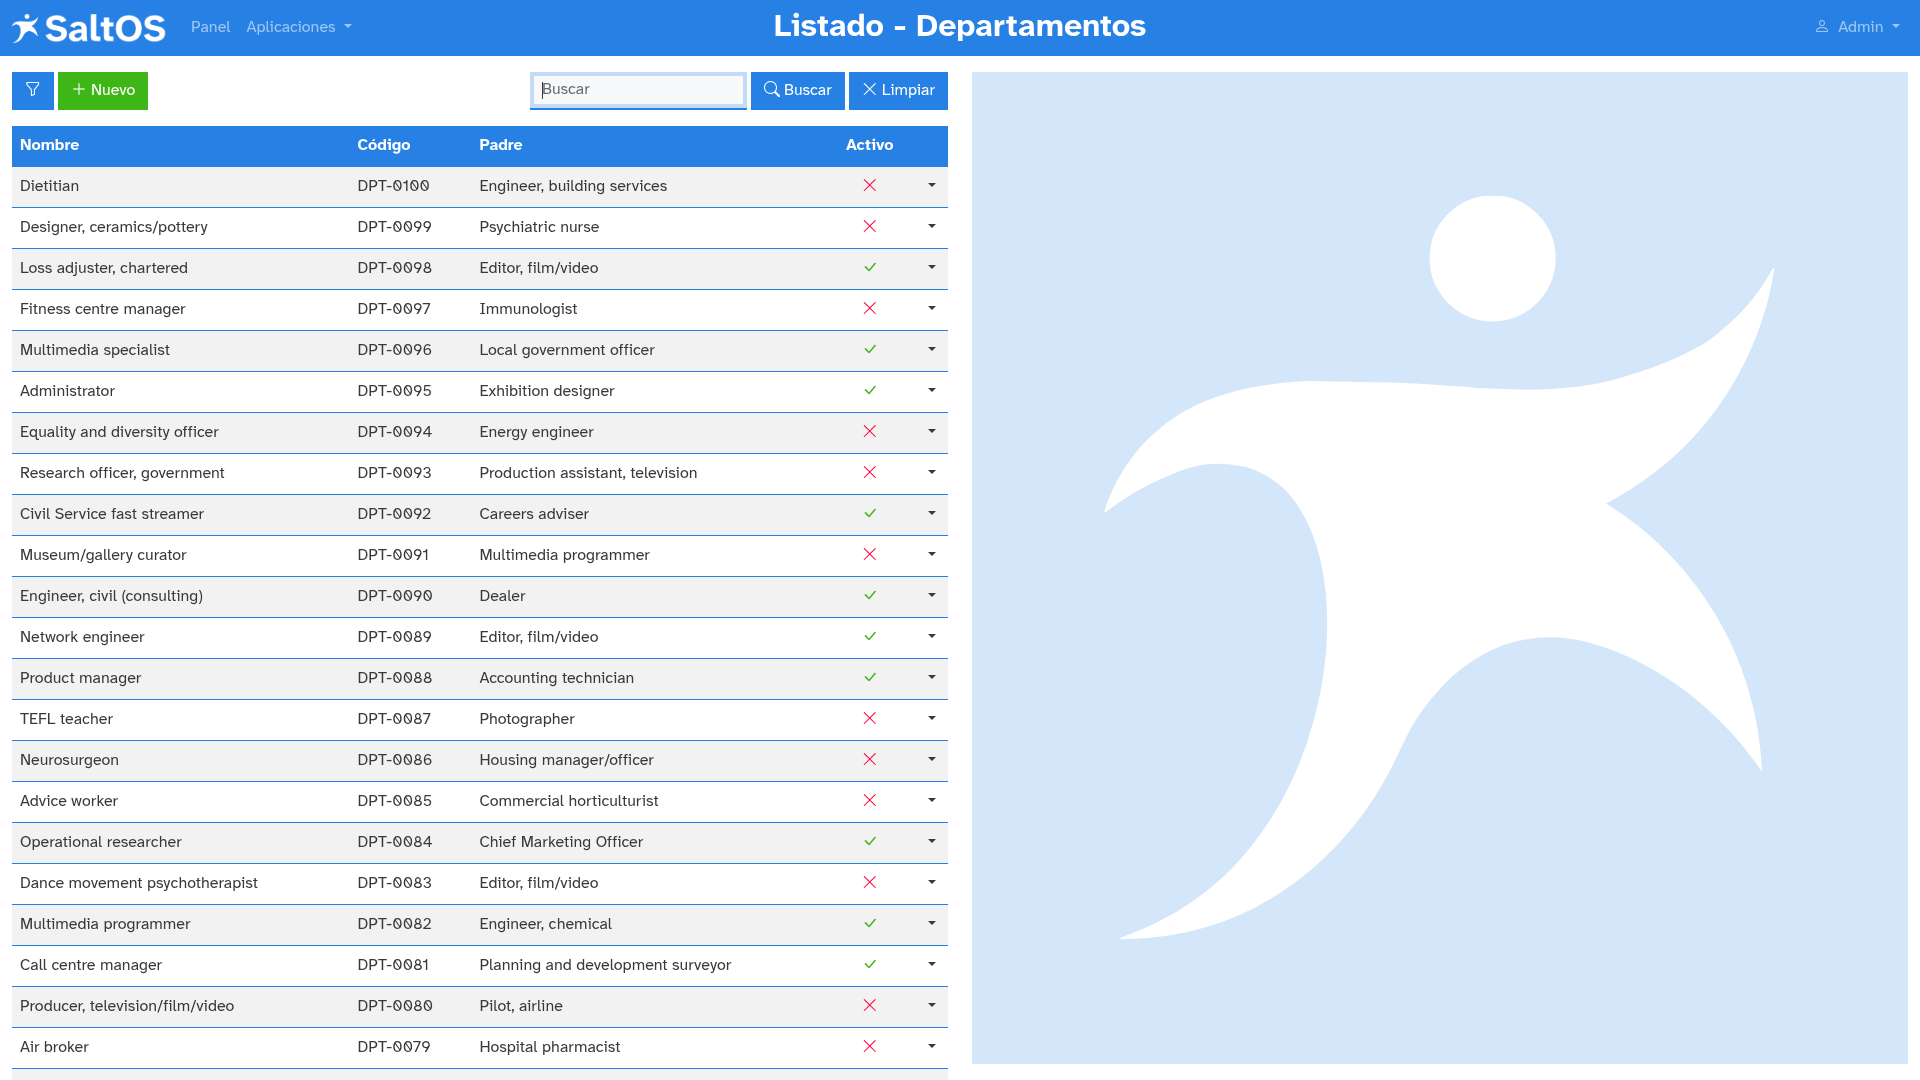 SaltOS Panel Aplicaciones Listado - Departamentos Admin
Nuevo Buscar Buscar Limpiar
Nombre Código Padre Activo
Dietitian DPT-0100 Engineer, building services
Designer, ceramics/pottery DPT-0099 Psychiatric nurse
Loss adjuster, chartered DPT-0098 Editor, film/video
Fitness centre manager DPT-0097 Immunologist
Multimedia specialist DPT-0096 Local government officer
Administrator DPT-0095 Exhibition designer
Equality and diversity officer DPT-0094 Energy engineer
Research officer, government DPT-0093 Production assistant, television
Civil Service fast streamer DPT-0092 Careers adviser
Museum/gallery curator DPT-0091 Multimedia programmer
Engineer, civil (consulting) DPT-0090 Dealer
Network engineer DPT-0089 Editor, film/video
Product manager DPT-0088 Accounting technician
TEFL teacher DPT-0087 Photographer
Neurosurgeon DPT-0086 Housing manager/officer
Advice worker DPT-0085 Commercial horticulturist
Operational researcher DPT-0084 Chief Marketing Officer
Dance movement psychotherapist DPT-0083 Editor, film/video
Multimedia programmer DPT-0082 Engineer, chemical
Call centre manager DPT-0081 Planning and development surveyor
Producer, television/film/video DPT-0080 Pilot, airline
Air broker DPT-0079 Hospital pharmacist